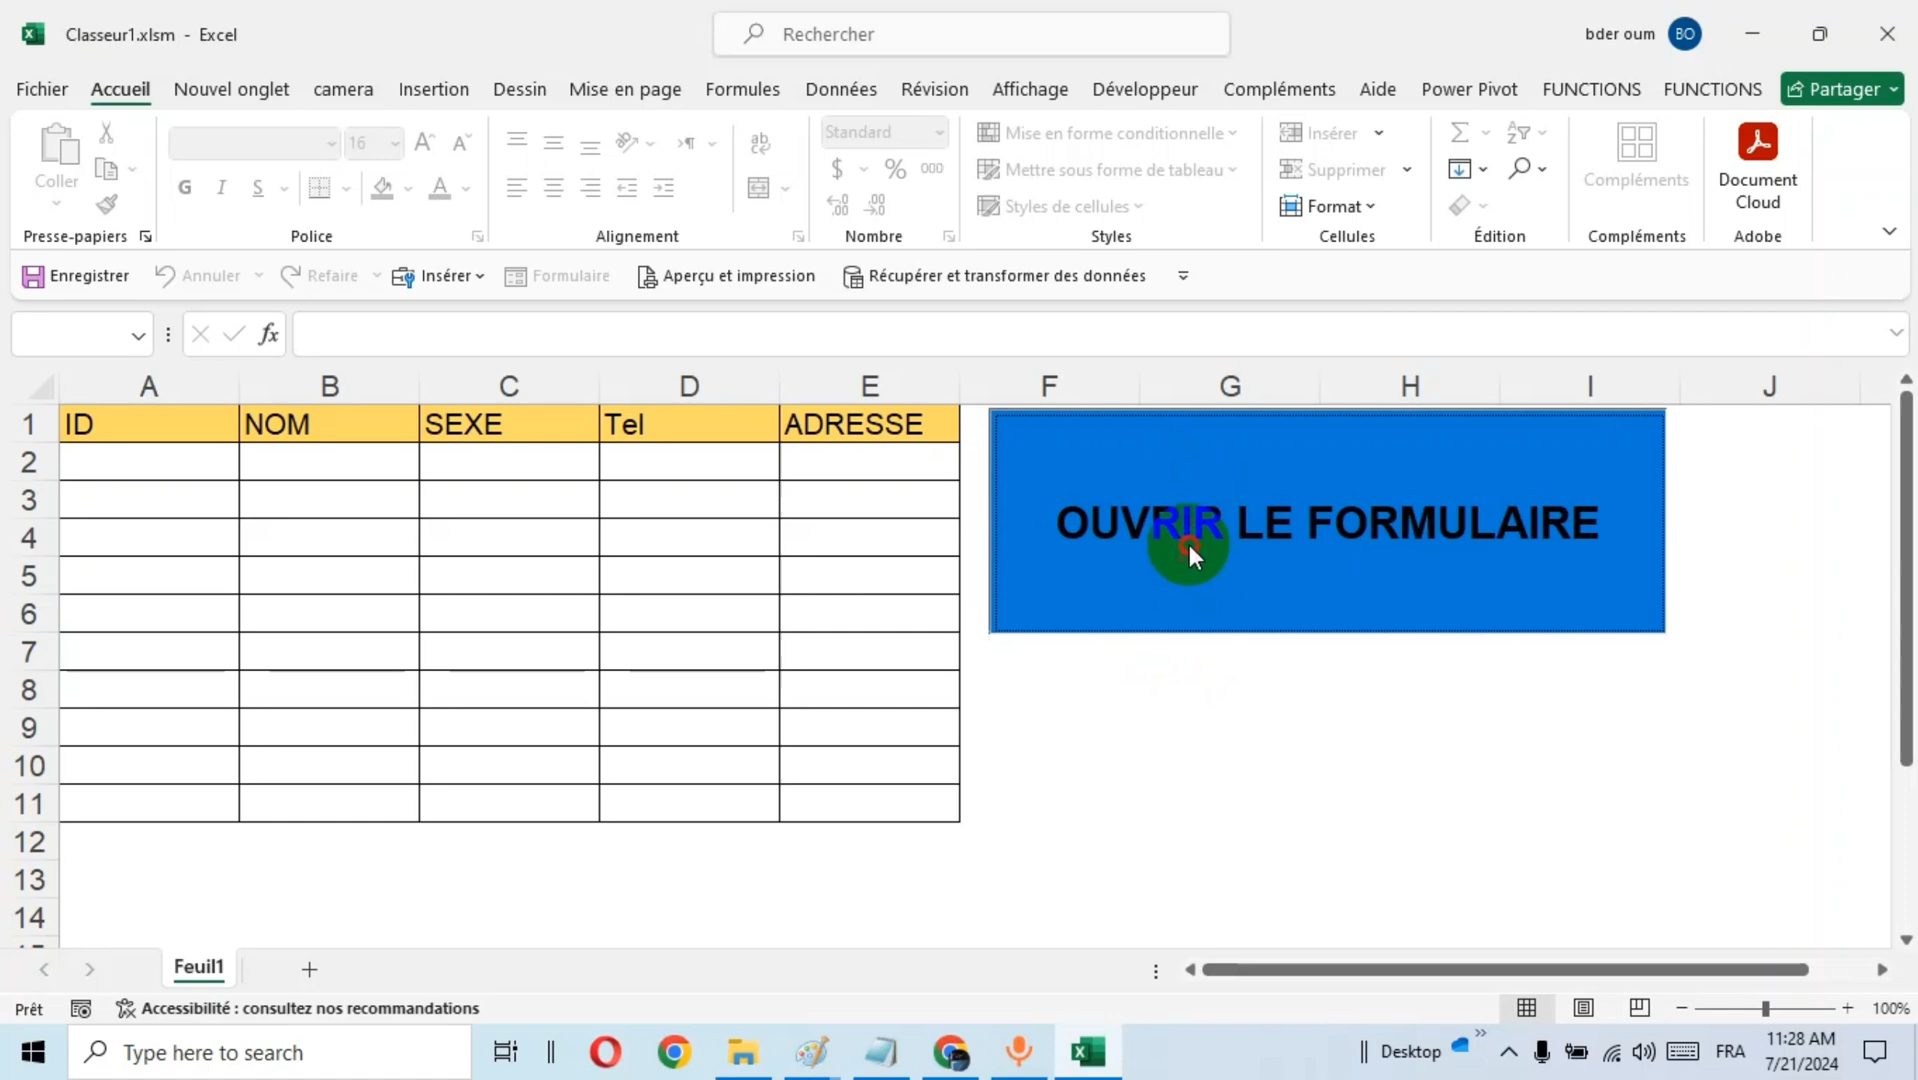 Classeur1.xlsm - Excel
Rechercher
bder oum BO
Fichier Accueil Nouvel onglet camera Insertion Dessin Mise en page Formules Données Révision Affichage Développeur Compléments Aide Power Pivot FUNCTIONS FUNCTIONS Partager
Coller
Presse-papiers
16
G I S
Police
Alignement
Standard
$ % 000
Nombre
Mise en forme conditionnelle
Mettre sous forme de tableau
Styles de cellules
Styles
Insérer
Supprimer
Format
Cellules
Édition
Compléments
Compléments
Document
Cloud
Adobe
Enregistrer Annuler Refaire Insérer Formulaire Aperçu et impression Récupérer et transformer des données
fx
A B C D E F G H I J
1 ID NOM SEXE Tel ADRESSE
2
3
4
5
6
7
8
9
10
11
12
13
14
OUVRIR LE FORMULAIRE
Feuil1
Prêt Accessibilité : consultez nos recommandations 100%
Type here to search
Desktop
FRA
11:28 AM
7/21/2024